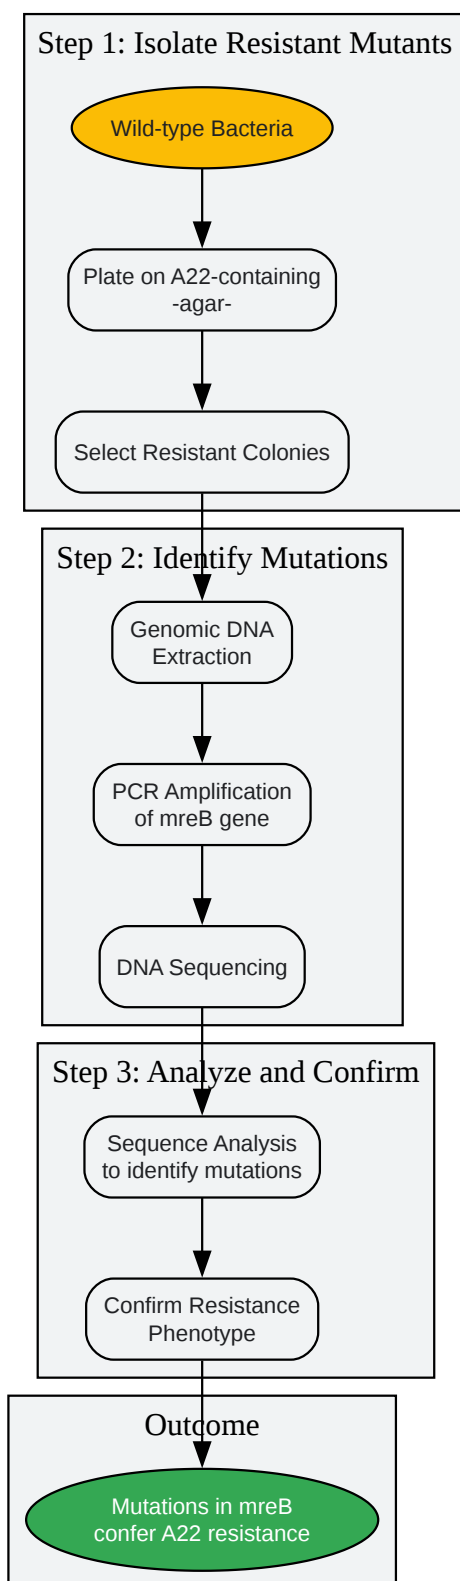 Step 1: Isolate Resistant Mutants
Wild-type Bacteria
Plate on A22-containing
-agar-
Select Resistant Colonies
Step 2: Identify Mutations
Genomic DNA
Extraction
PCR Amplification
of mreB gene
DNA Sequencing
Step 3: Analyze and Confirm
Sequence Analysis
to identify mutations
Confirm Resistance
Phenotype
Outcome
Mutations in mreB
confer A22 resistance